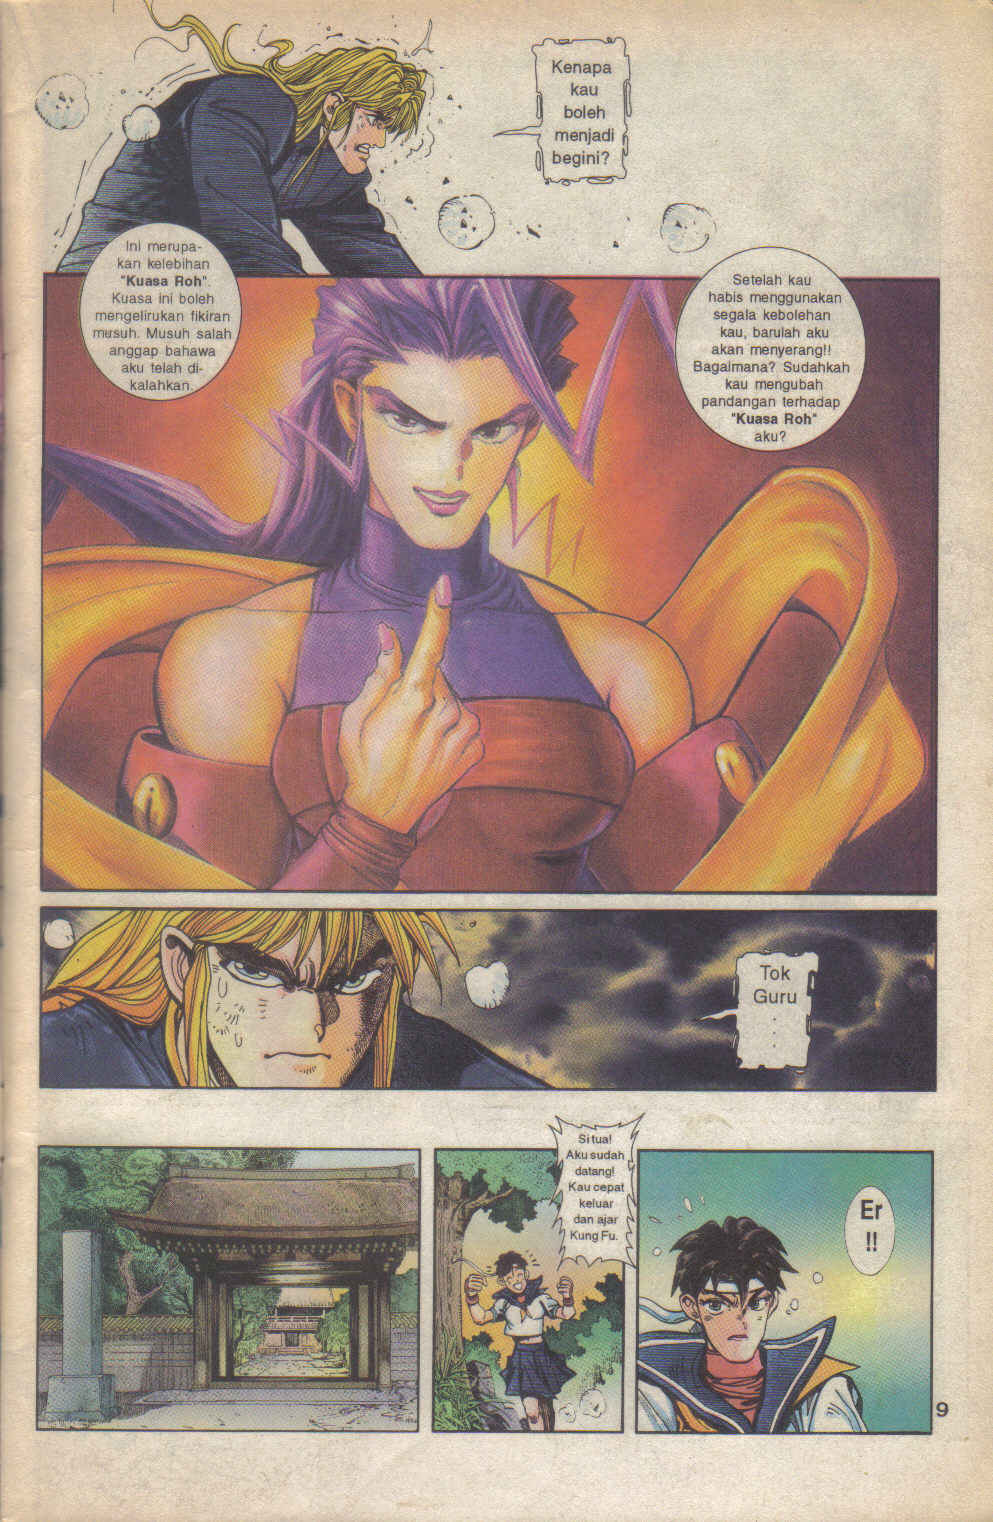 Kenapa
kau
boleh
menjadi
begini?
Ini merupa-
kan kelebihan
"Kuasa Roh".
Kuasa ini boleh
mengelirukan fikiran
musuh. Musuh salah
anggap bahawa
aku telah di-
kalahkan.
Setelah kau
habis menggunakan
segala kebolehan
kau, barulah aku
akan menyerang!!
Bagaimana? Sudahkah
kau mengubah
pandangan terhadap
"Kuasa Roh"
aku?
Tok
Guru
.
.
.
Si tua!
Aku sudah
datang!
Kau cepat
keluar
dan ajar
Kung Fu.
Er
!!
9